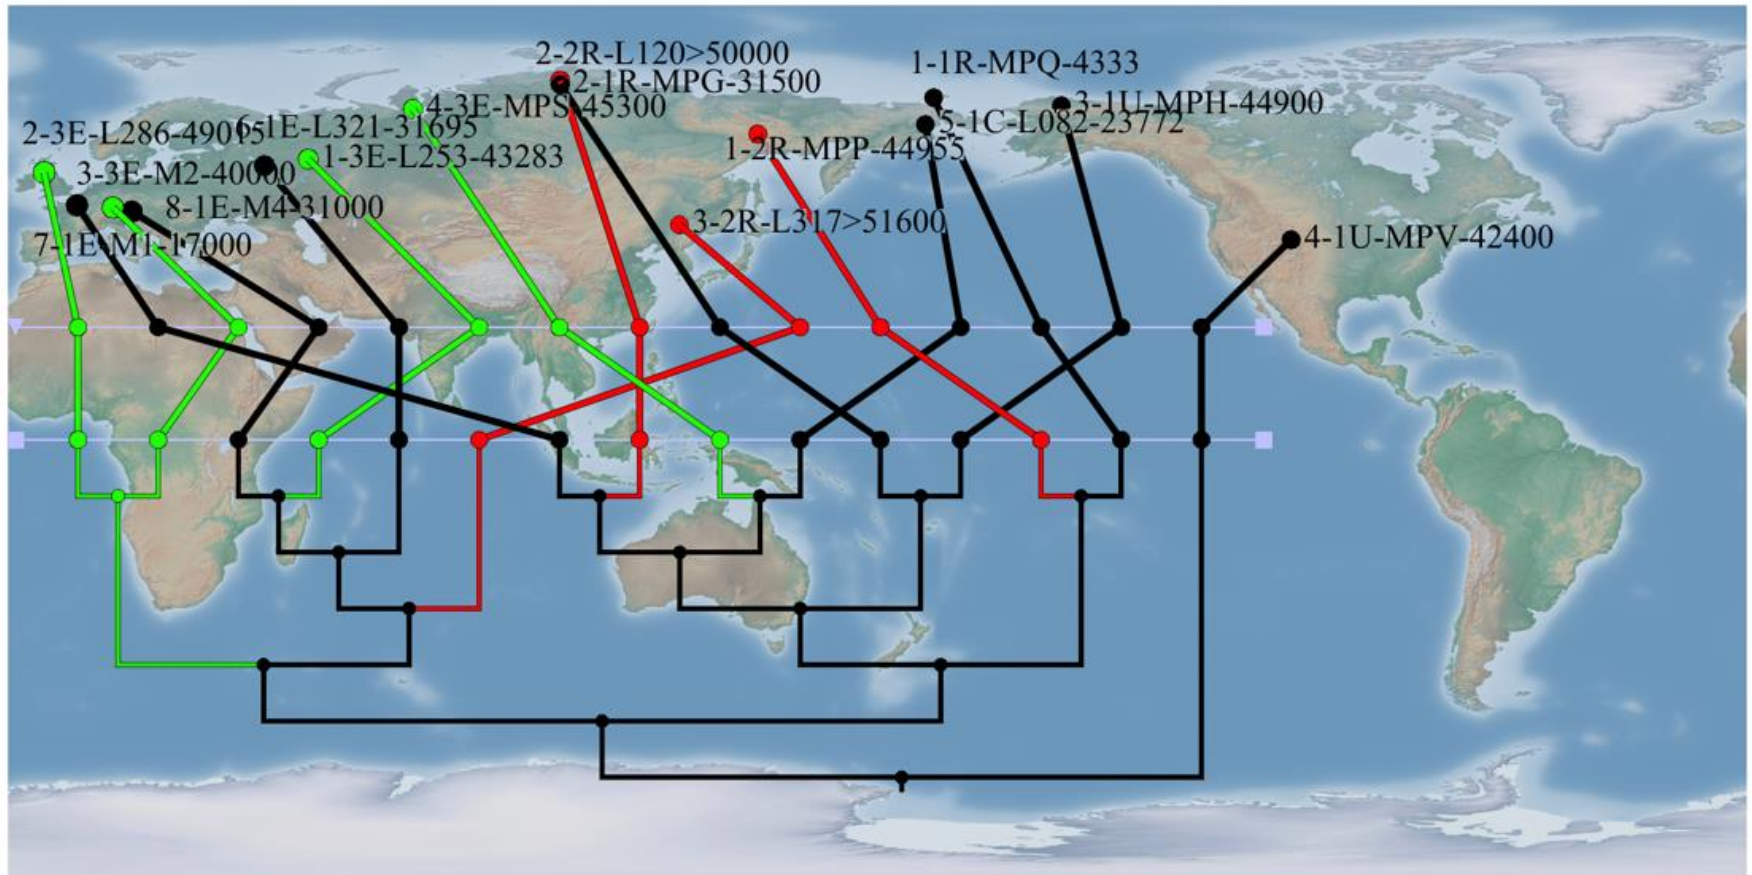 2-2R-L120>50000
1-1R-MPQ-4333
2-1R-MPG-31500
4-3E-MPS-45300
3-1U-MPH-44900
2-3E-L286-49015
6-1E-L321-31695
5-1C-L082-23772
1-3E-L253-43283
1-2R-MPP-44955
3-3E-M2-40000
8-1E-M4-31000
3-2R-L317>51600
7-1E-M1-17000
4-1U-MPV-42400